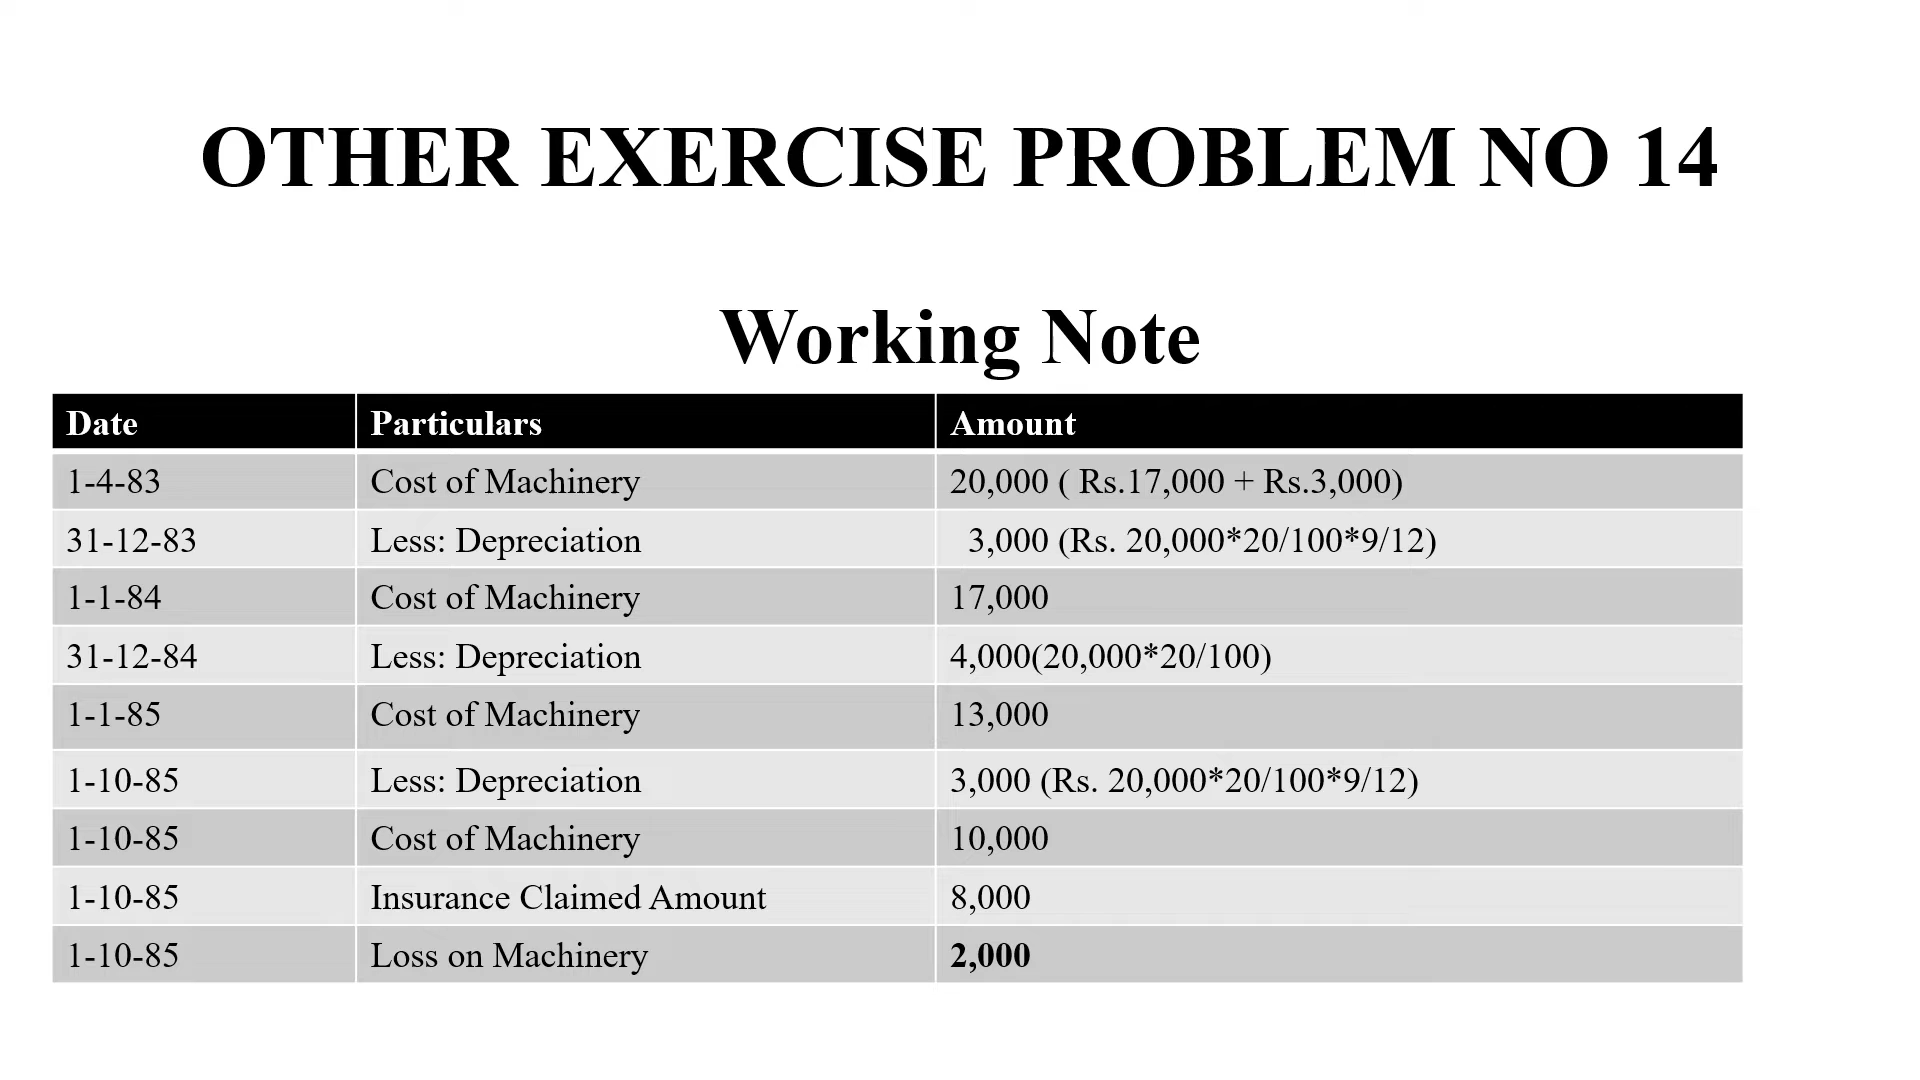 OTHER EXERCISE PROBLEM NO 14
Working Note
Date Particulars Amount
1-4-83 Cost of Machinery 20,000 ( Rs.17,000 + Rs.3,000)
31-12-83 Less: Depreciation 3,000 (Rs. 20,000*20/100*9/12)
1-1-84 Cost of Machinery 17,000
31-12-84 Less: Depreciation 4,000(20,000*20/100)
1-1-85 Cost of Machinery 13,000
1-10-85 Less: Depreciation 3,000 (Rs. 20,000*20/100*9/12)
1-10-85 Cost of Machinery 10,000
1-10-85 Insurance Claimed Amount 8,000
1-10-85 Loss on Machinery 2,000